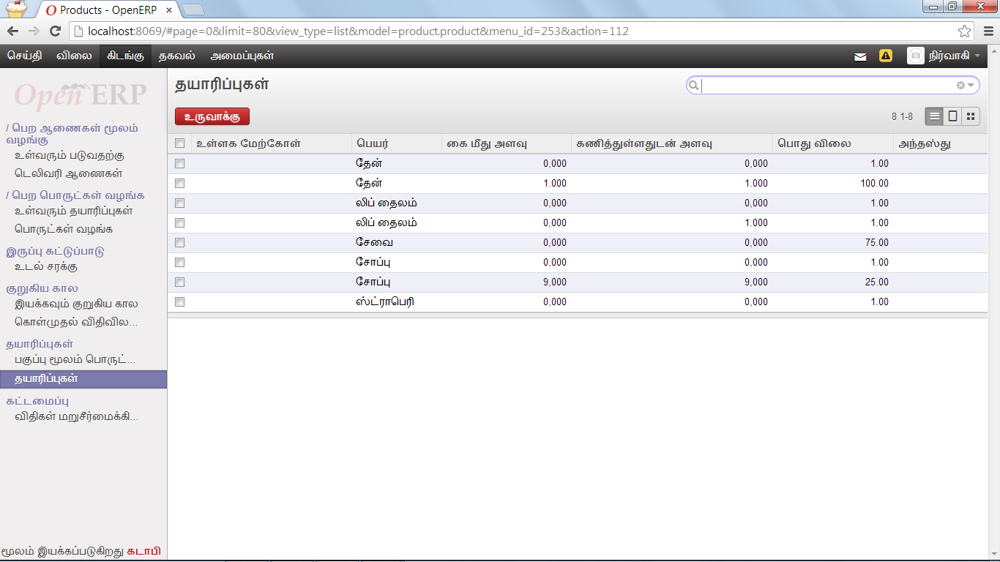 Products - OpenERP
localhost:8069/#page=0&limit=80&view_type=list&model=product.product&menu_id=253&action=112
செய்தி விலை கிடங்கு தகவல் அமைப்புகள் நிர்வாகி
Open ERP
/ பெற ஆணைகள் மூலம்
வழங்கு
உள்வரும் படுவதற்கு
டெலிவரி ஆணைகள்
/ பெற பொருட்கள் வழங்க
உள்வரும் தயாரிப்புகள்
பொருட்கள் வழங்க
இருப்பு கட்டுப்பாடு
உடல் சரக்கு
குறுகிய கால
இயக்கவும் குறுகிய கால
கொள்முதல் விதிவில...
தயாரிப்புகள்
பகுப்பு மூலம் பொருட்...
தயாரிப்புகள்
கட்டமைப்பு
விதிகள் மறுசீர்மைக்கி...
மூலம் இயக்கப்படுகிறது கடாபி
தயாரிப்புகள்
உருவாக்கு
8 1-8
உள்ளக மேற்கோள் பெயர் கை மீது அளவு கணித்துள்ளதுடன் அளவு பொது விலை அந்தஸ்து
தேன் 0,000 0,000 1.00
தேன் 1.000 1.000 100.00
லிப் தைலம் 0,000 0,000 1.00
லிப் தைலம் 0,000 1.000 1.00
சேவை 0,000 0,000 75.00
சோப்பு 0,000 0,000 1.00
சோப்பு 9,000 9,000 25.00
ஸ்ட்ராபெரி 0,000 0,000 1.00